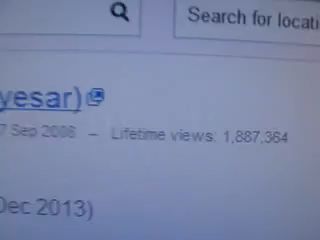 Search for locati
yesar)
7 Sep 2006 – Lifetime views: 1,887,364
Dec 2013)